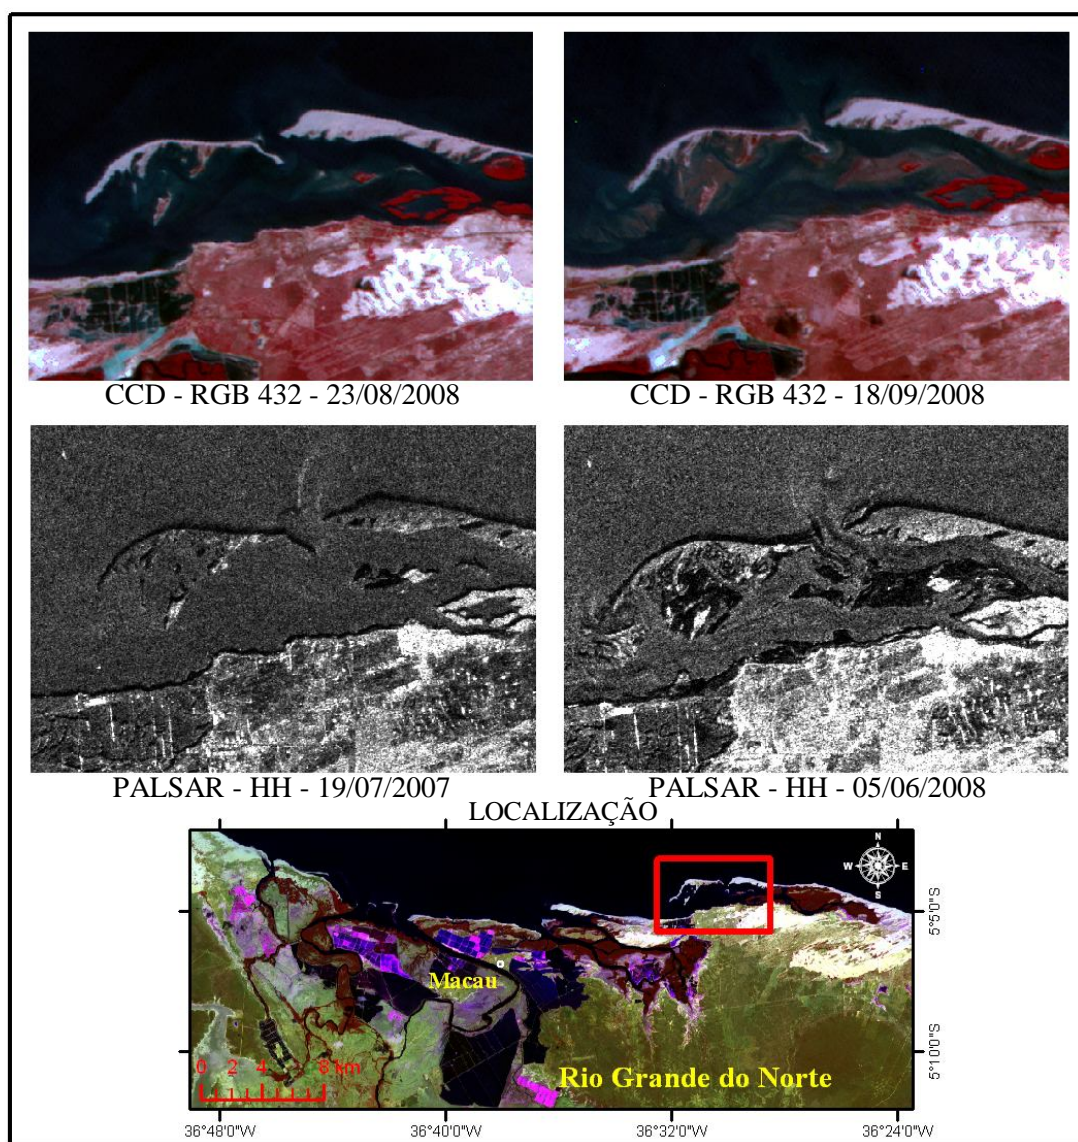 CCD - RGB 432 - 23/08/2008
CCD - RGB 432 - 18/09/2008
PALSAR - HH - 19/07/2007
PALSAR - HH - 05/06/2008
LOCALIZAÇÃO
N
W E
S
5°5'0"S
Macau
0 2 4 8 km
Rio Grande do Norte
5°10'0"S
36°48'0"W 36°40'0"W 36°32'0"W 36°24'0"W